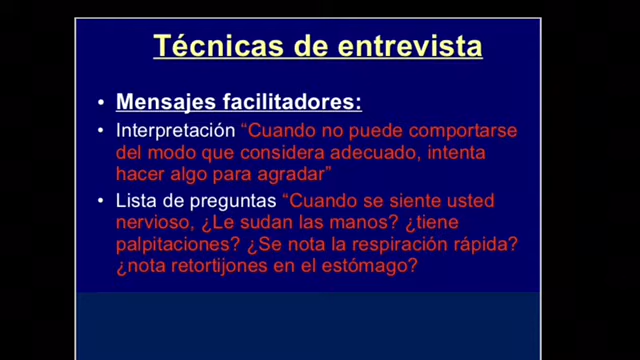 Técnicas de entrevista
• Mensajes facilitadores:
• Interpretación “Cuando no puede comportarse
del modo que considera adecuado, intenta
hacer algo para agradar”
• Lista de preguntas “Cuando se siente usted
nervioso, ¿Le sudan las manos? ¿tiene
palpitaciones? ¿Se nota la respiración rápida?
¿nota retortijones en el estómago?